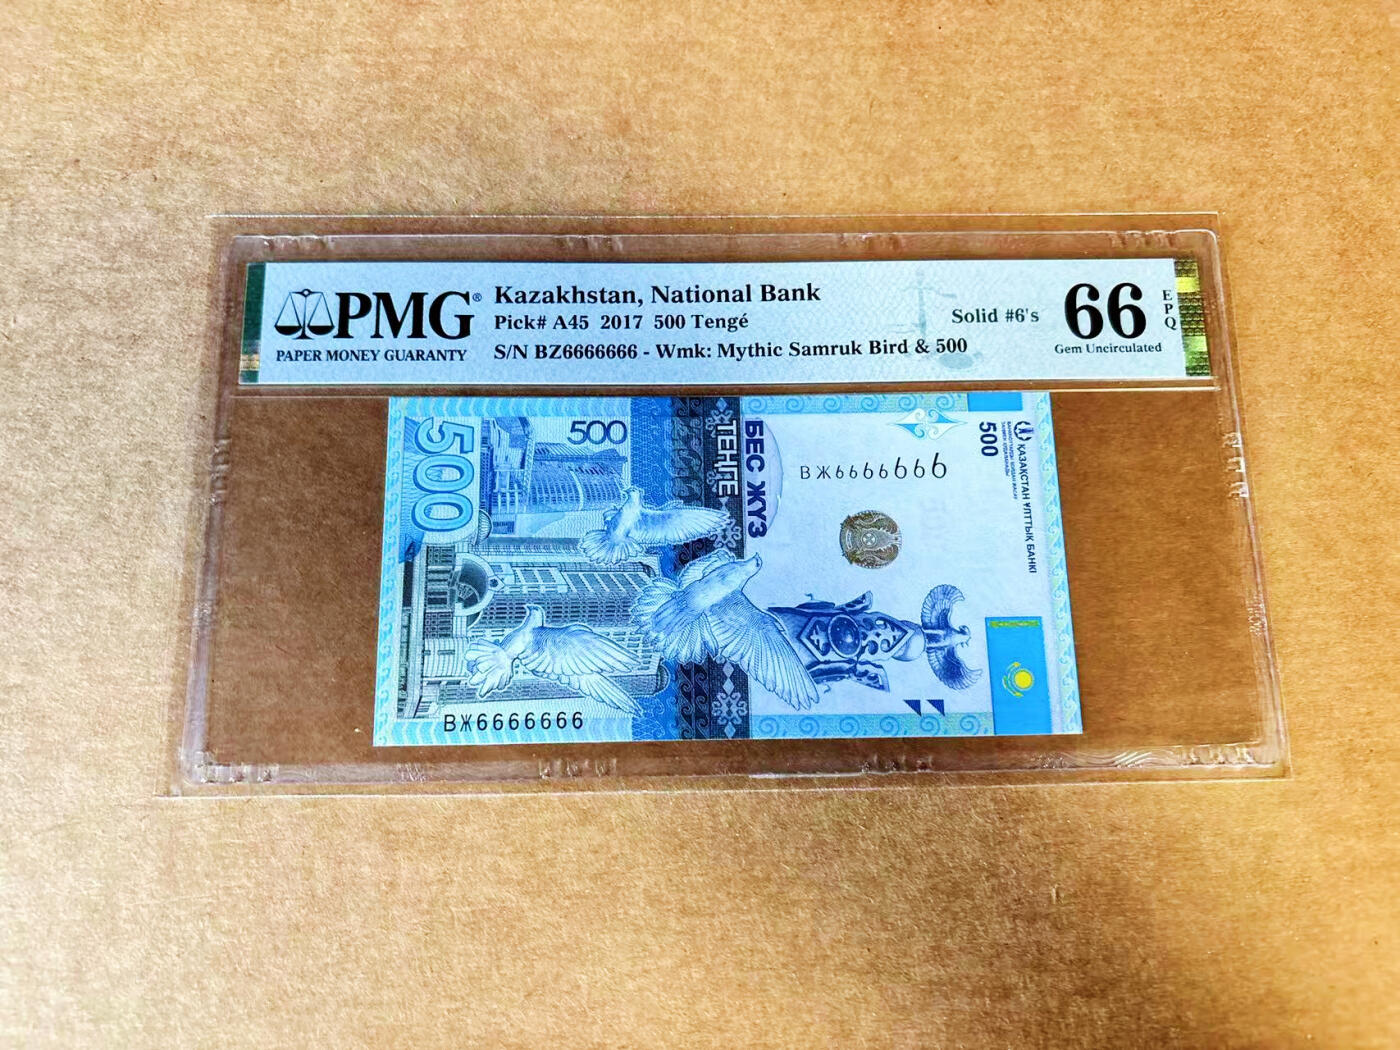 PMG®
PAPER MONEY GUARANTY
Kazakhstan, National Bank
Pick# A45 2017 500 Tengé
S/N BZ6666666 - Wmk: Mythic Samruk Bird & 500
Solid #6's
66
EPQ
Gem Uncirculated
500
500
ТЕҢГЕ
БЕС ЖҮЗ
ВЖ6666666
500
ҚАЗАҚСТАН ҰЛТТЫҚ БАНКІ
ВЖ6666666